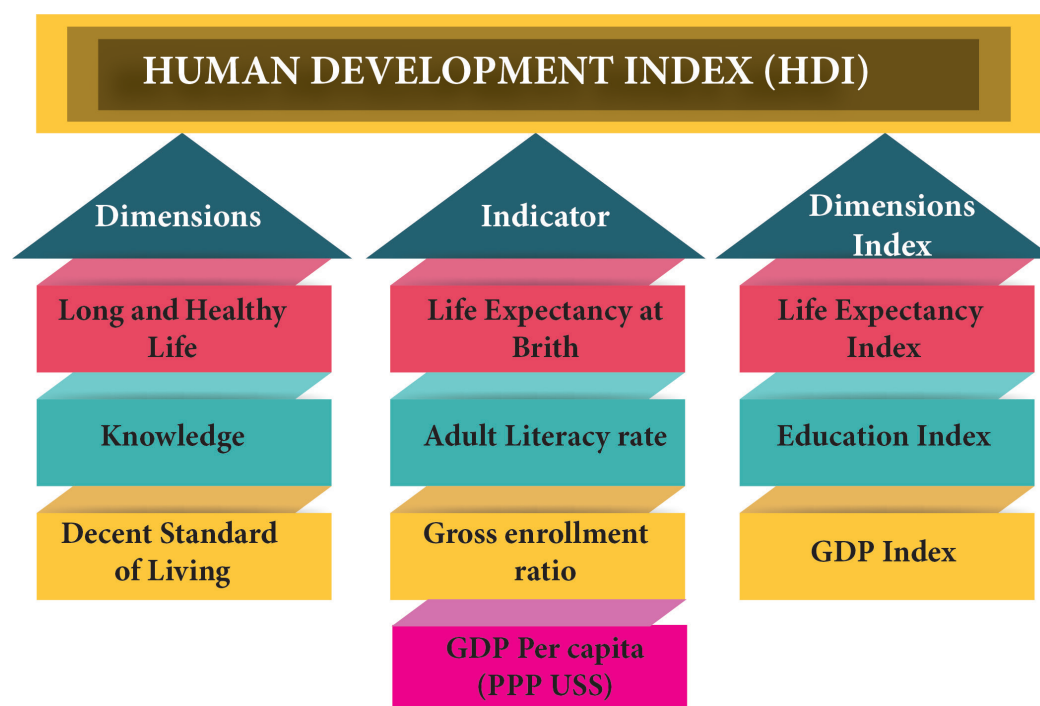 HUMAN DEVELOPMENT INDEX (HDI)
Dimensions
Long and Healthy
Life
Knowledge
Decent Standard
of Living
Indicator
Life Expectancy at
Brith
Adult Literacy rate
Gross enrollment
ratio
GDP Per capita
(PPP USS)
Dimensions
Index
Life Expectancy
Index
Education Index
GDP Index